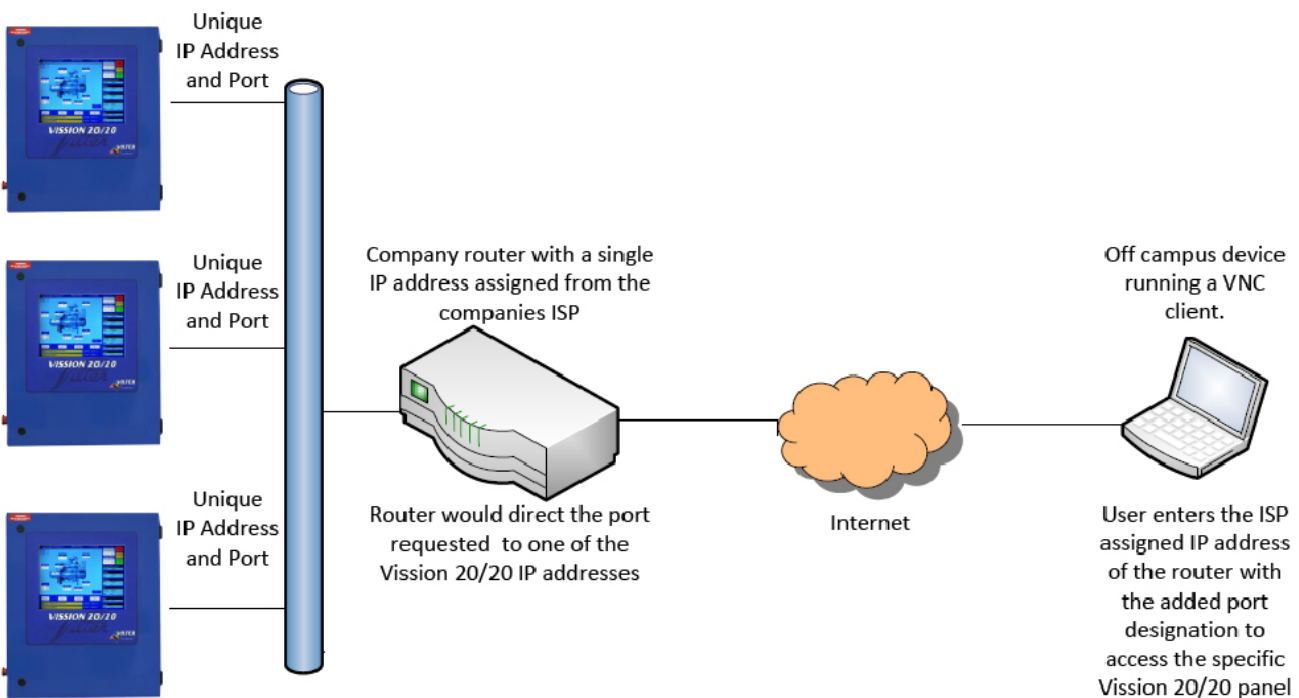 Unique
IP Address
and Port
VISSION 20/20
VILTER
Unique
IP Address
and Port
VISSION 20/20
VILTER
Unique
IP Address
and Port
VISSION 20/20
VILTER
Company router with a single
IP address assigned from the
companies ISP
Router would direct the port
requested to one of the
Vission 20/20 IP addresses
Internet
Off campus device
running a VNC
client.
User enters the ISP
assigned IP address
of the router with
the added port
designation to
access the specific
Vission 20/20 panel